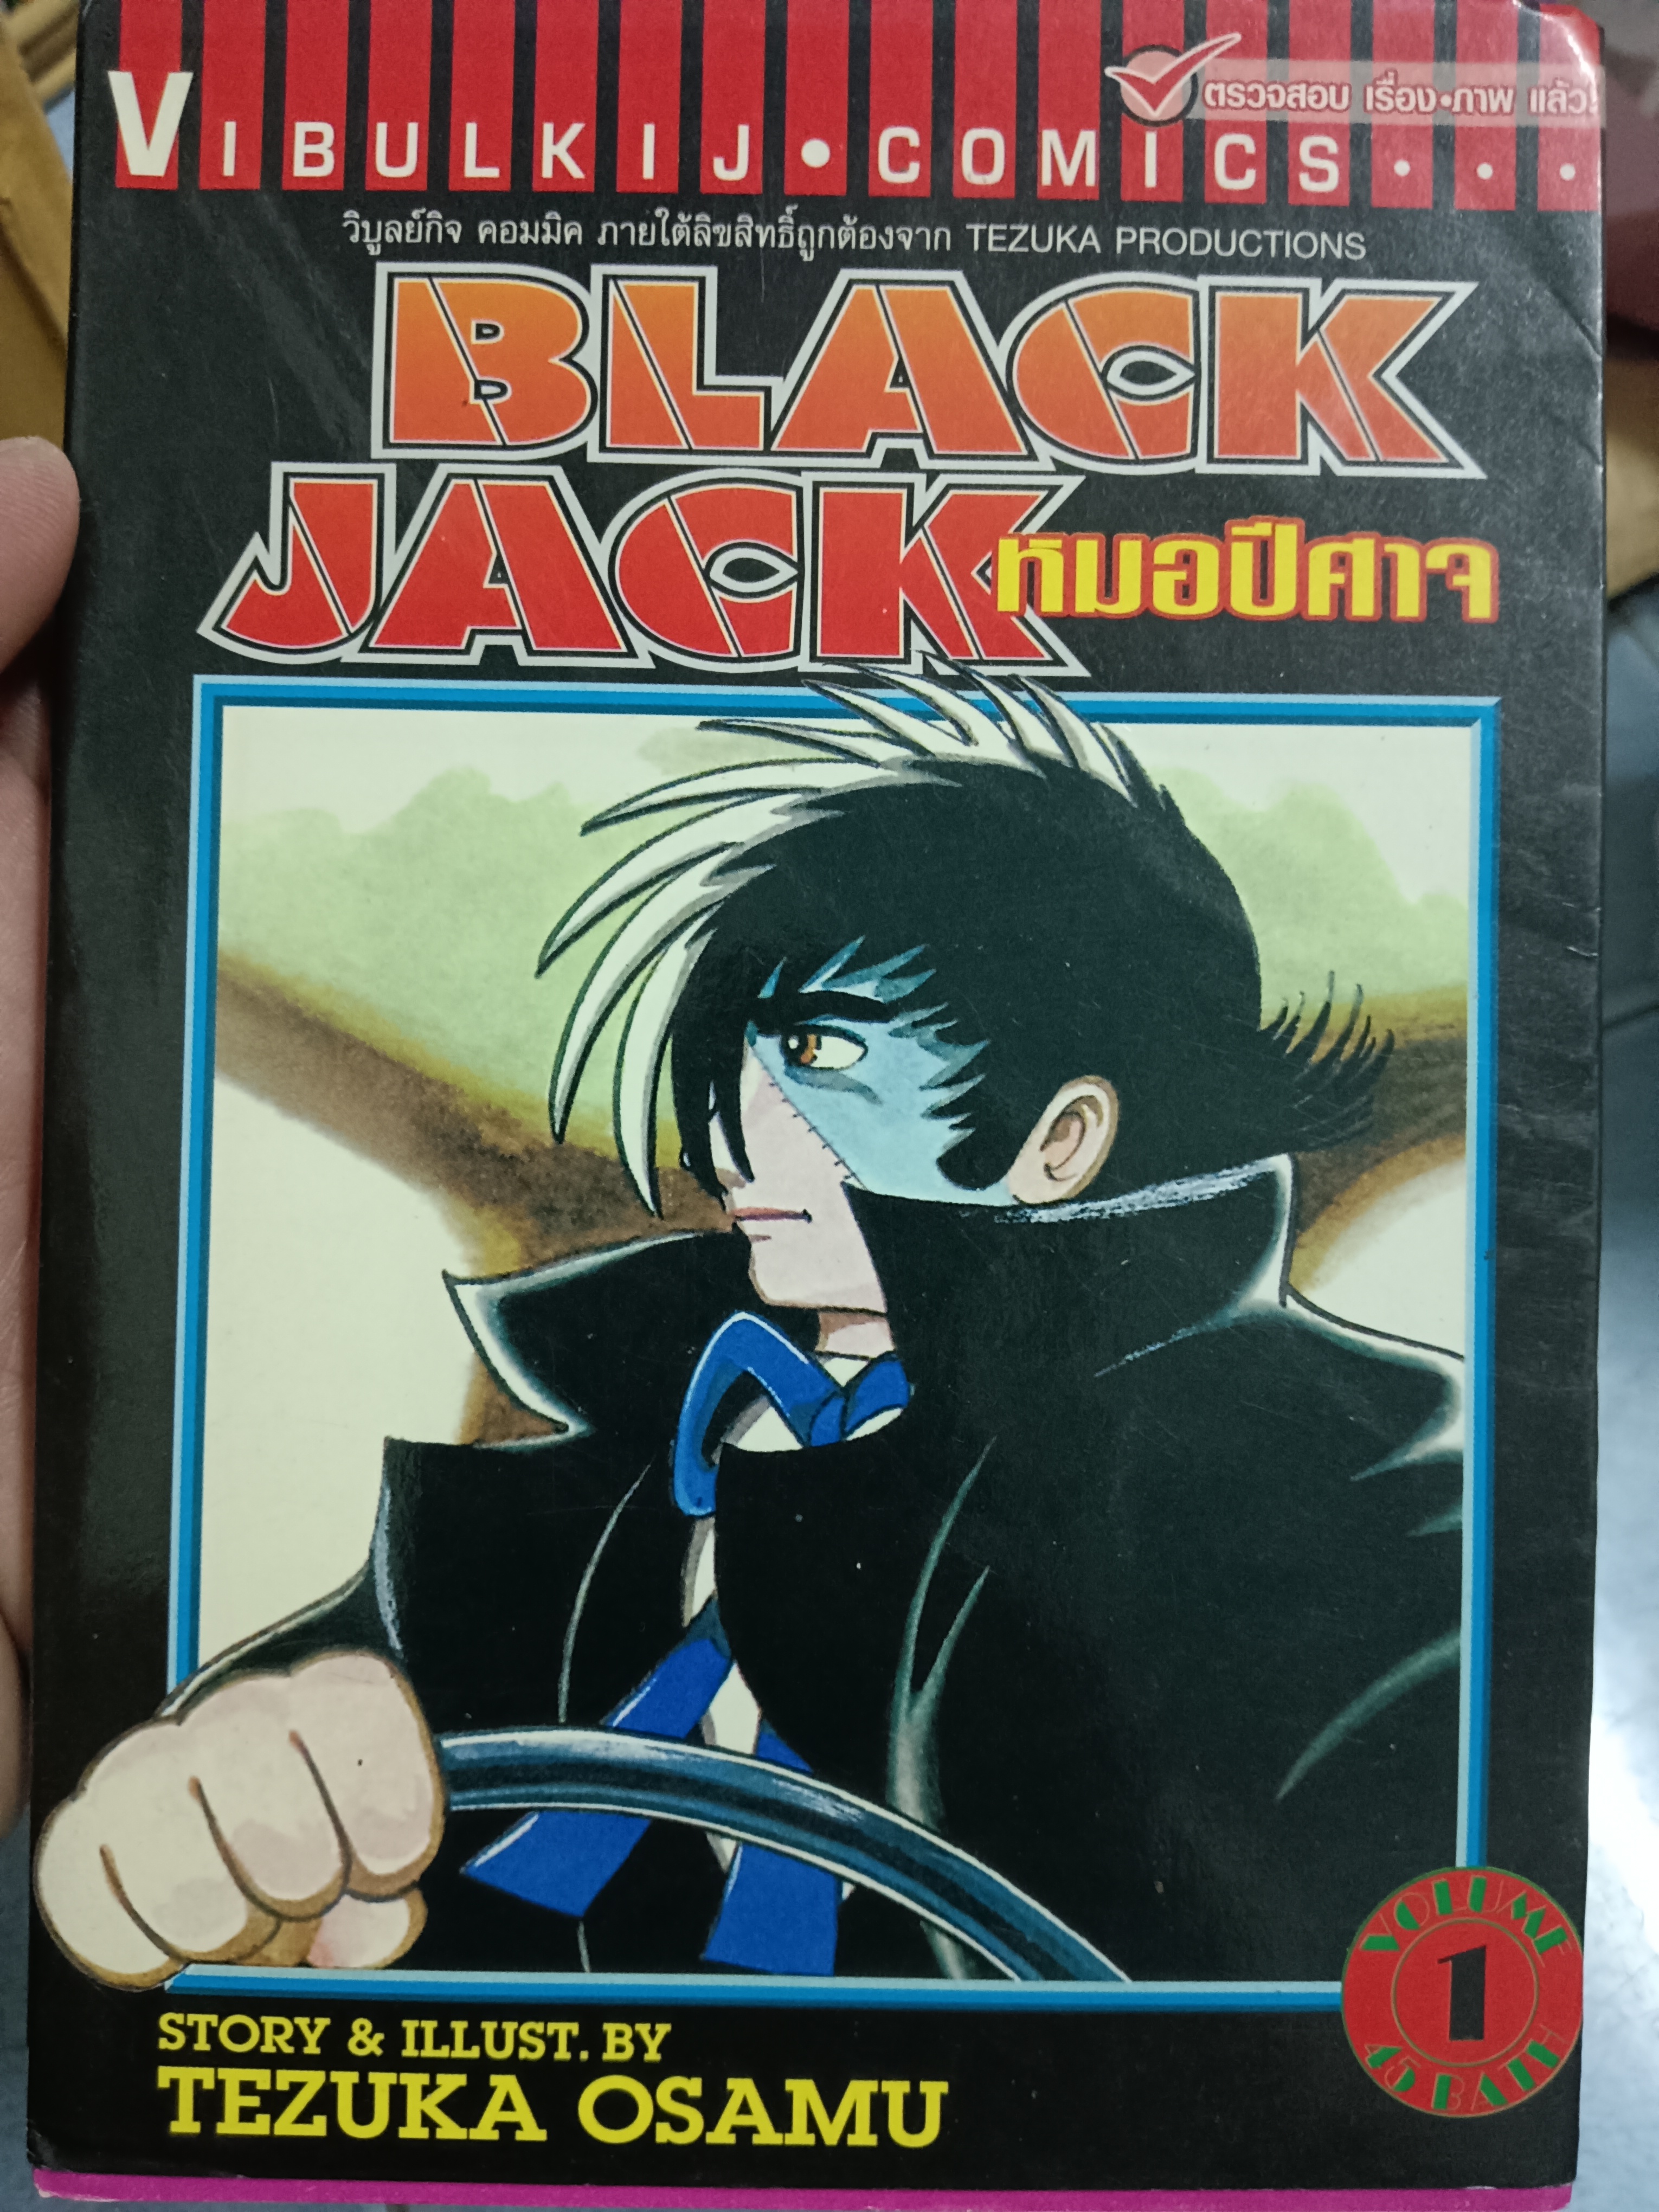 ตรวจสอบ เรื่อง•ภาพ แล้ว!
VIBULKIJ•COMICS...
วิบูลย์กิจ คอมมิค ภายใต้ลิขสิทธิ์ถูกต้องจาก TEZUKA PRODUCTIONS
BLACK
JACK หมอปีศาจ
VOLUME
1
45 BATH
STORY & ILLUST. BY
TEZUKA OSAMU